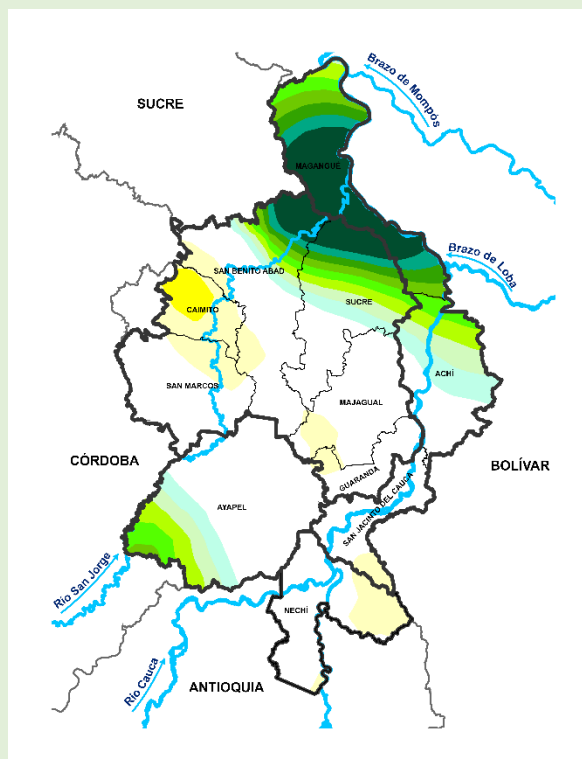 Brazo de Mompós
SUCRE
MAGANGUÉ
Brazo de Loba
SAN BENITO ABAD
SUCRE
CAIMITO
ACHÍ
SAN MARCOS
MAJAGUAL
CÓRDOBA
BOLÍVAR
GUARANDA
AYAPEL
SAN JACINTO DEL CAUCA
Río San Jorge
NECHÍ
Río Cauca
ANTIOQUIA